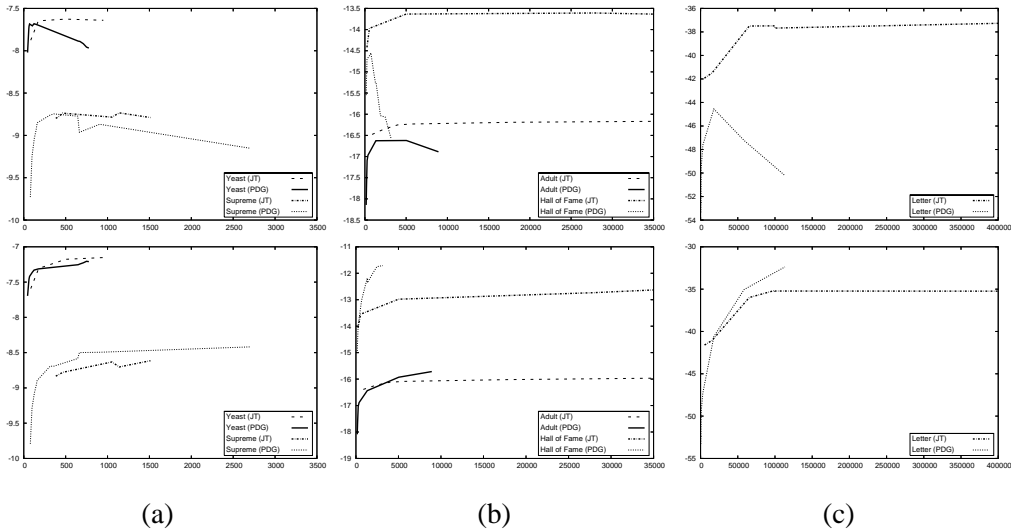 -7.5
-8
-8.5
-9
-9.5
-10
Yeast (JT)
Yeast (PDG)
Supreme (JT)
Supreme (PDG)
0 500 1000 1500 2000 2500 3000 3500
-13.5
-14
-14.5
-15
-15.5
-16
-16.5
-17
-17.5
-18
-18.5
Adult (JT)
Adult (PDG)
Hall of Fame (JT)
Hall of Fame (PDG)
0 5000 10000 15000 20000 25000 30000 35000
-36
-38
-40
-42
-44
-46
-48
-50
-52
-54
Letter (JT)
Letter (PDG)
0 50000 100000 150000 200000 250000 300000 350000 400000
-7
-7.5
-8
-8.5
-9
-9.5
-10
Yeast (JT)
Yeast (PDG)
Supreme (JT)
Supreme (PDG)
0 500 1000 1500 2000 2500 3000 3500
-11
-12
-13
-14
-15
-16
-17
-18
-19
Adult (JT)
Adult (PDG)
Hall of Fame (JT)
Hall of Fame (PDG)
0 5000 10000 15000 20000 25000 30000 35000
-30
-35
-40
-45
-50
-55
Letter (JT)
Letter (PDG)
0 50000 100000 150000 200000 250000 300000 350000 400000
(a) (b) (c)